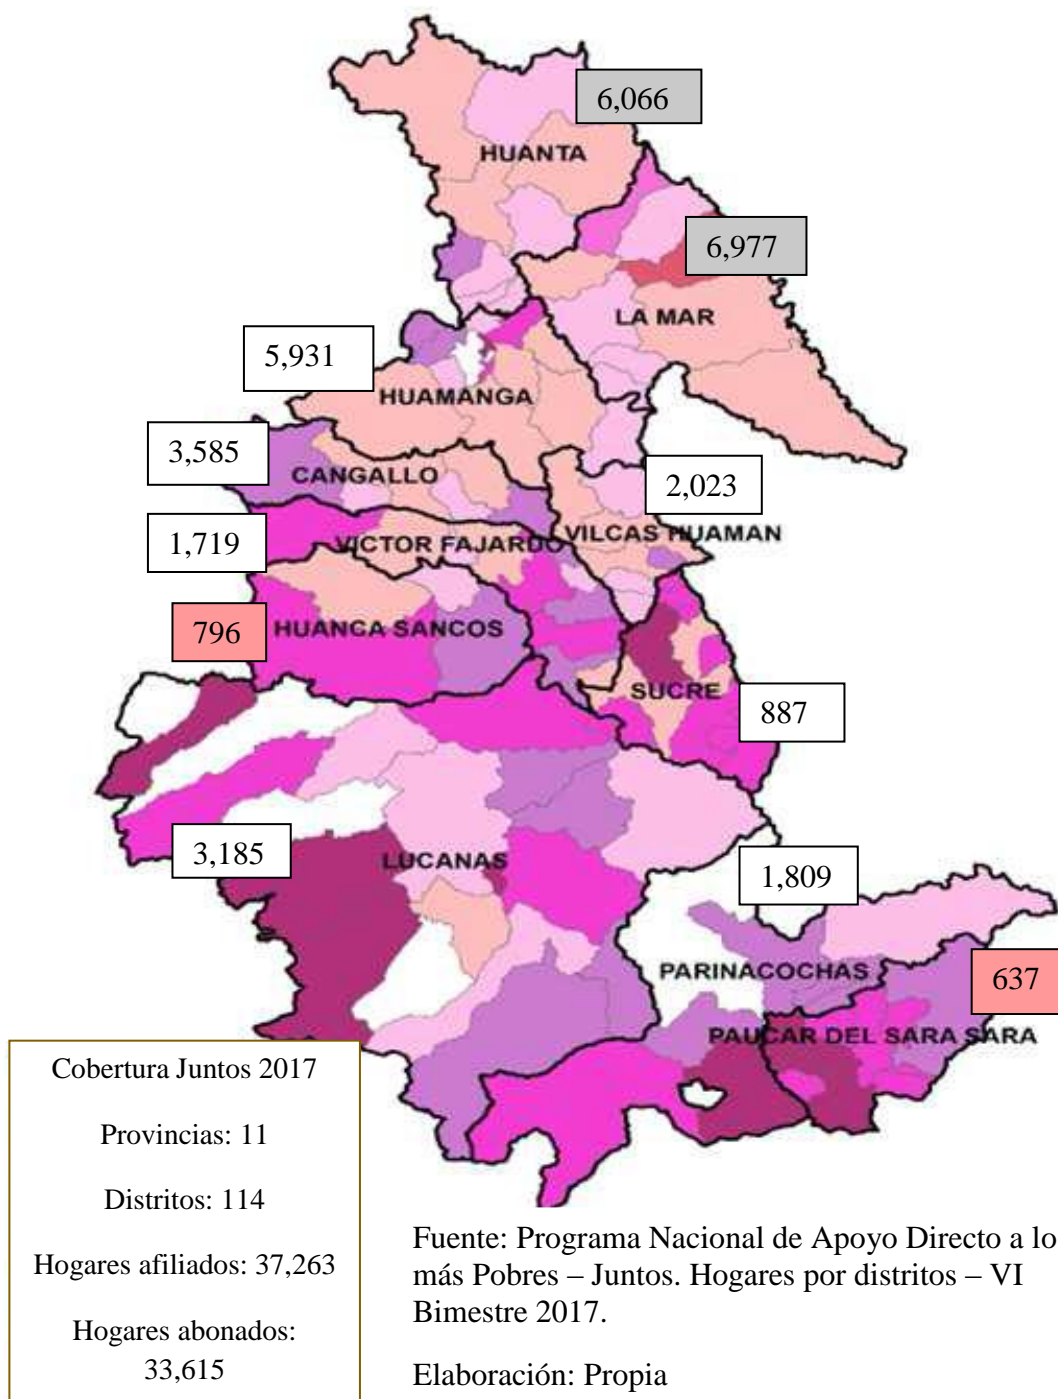 6,066
HUANTA
6,977
LA MAR
5,931
HUAMANGA
3,585
CANGALLO
2,023
1,719
VICTOR FAJARDO
VILCAS HUAMAN
796
HUANCA SANCOS
SUCRE
887
3,185
LUCANAS
1,809
PARINACOCHAS
637
PAUCAR DEL SARA SARA
Cobertura Juntos 2017
Provincias: 11
Distritos: 114
Hogares afiliados: 37,263
Hogares abonados:
33,615
Fuente: Programa Nacional de Apoyo Directo a lo
más Pobres – Juntos. Hogares por distritos – VI
Bimestre 2017.
Elaboración: Propia